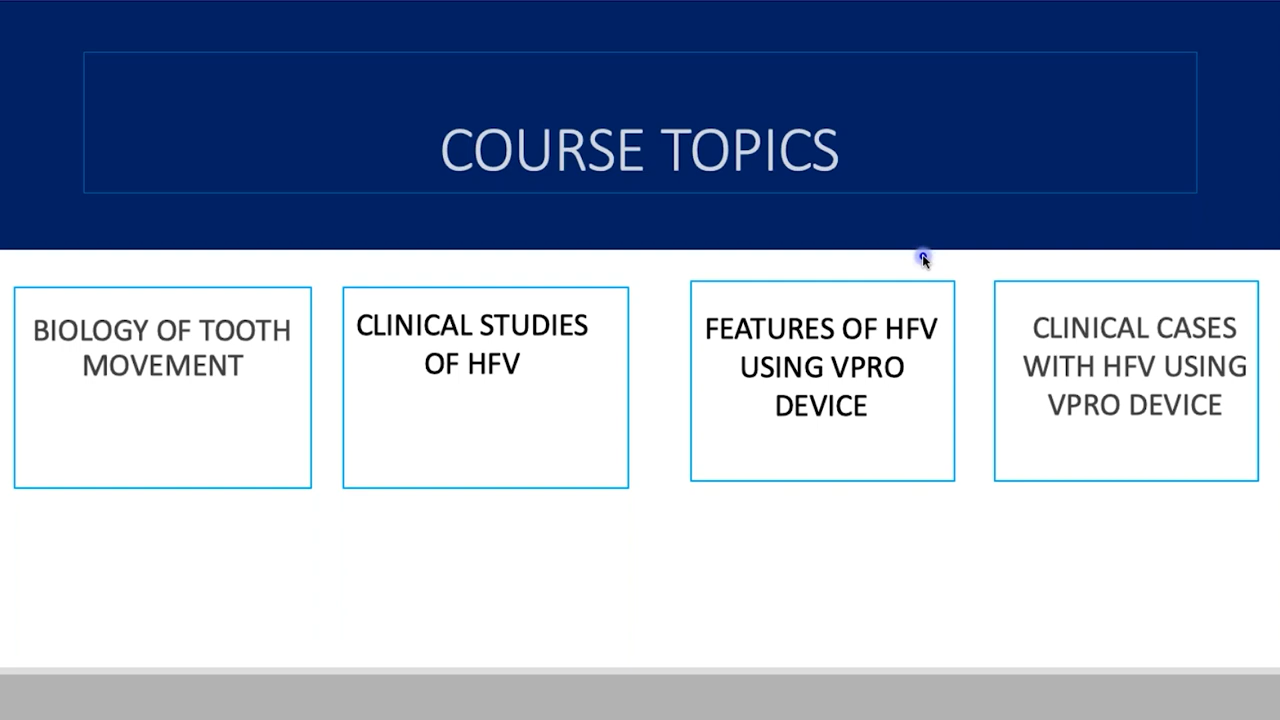 COURSE TOPICS
BIOLOGY OF TOOTH
MOVEMENT
CLINICAL STUDIES
OF HFV
FEATURES OF HFV
USING VPRO
DEVICE
CLINICAL CASES
WITH HFV USING
VPRO DEVICE